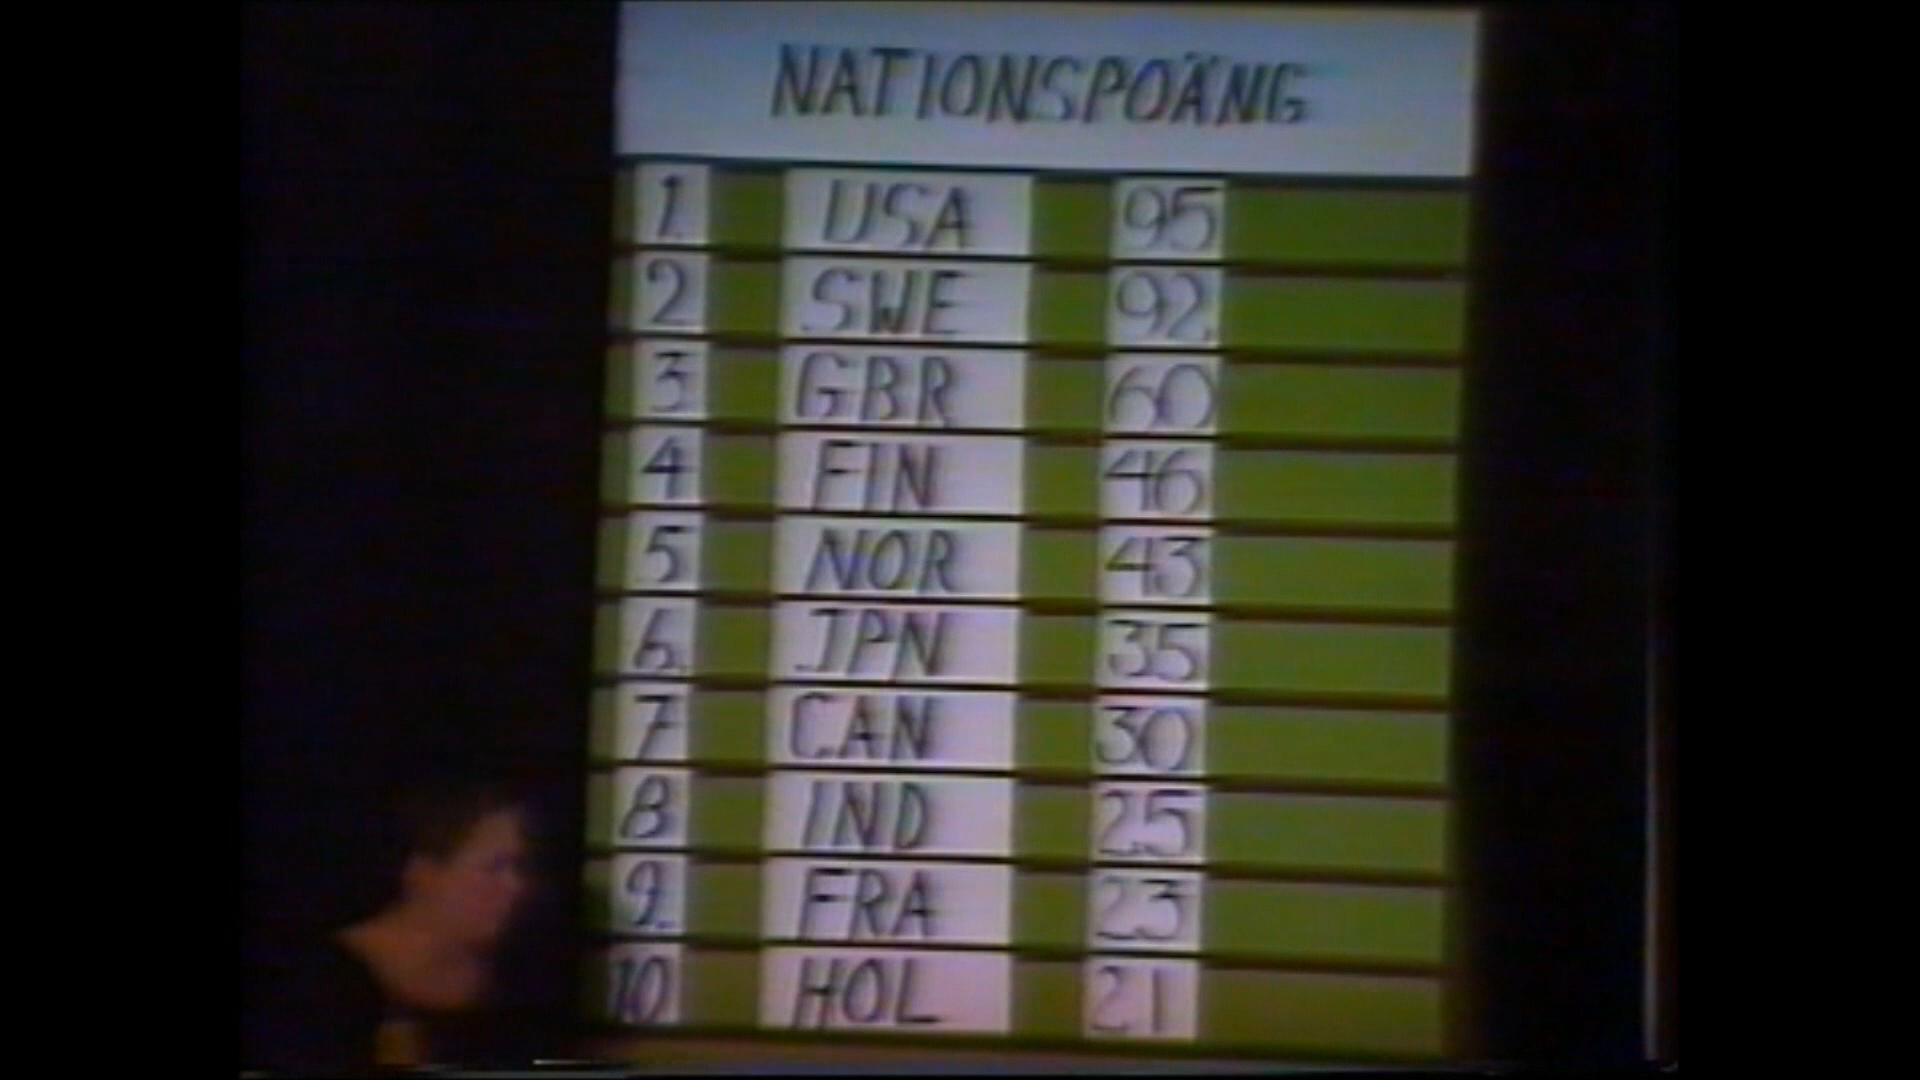 NATIONSPOÄNG
1. USA 95
2 SWE 92.
3 GBR 60
4 FIN 46
5 NOR 43
6. JPN 35
7 CAN 30
8 IND 25
9. FRA 23
10 HOL 21